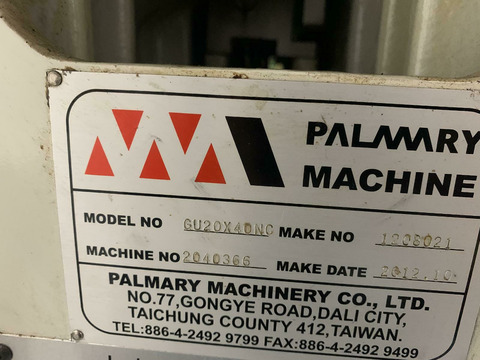 PALMARY
MACHINE
MODEL NO GU20X40NC MAKE NO 1208021
MACHINE NO 2040366 MAKE DATE 2012.10
PALMARY MACHINERY CO., LTD.
NO.77,GONGYE ROAD,DALI CITY,
TAICHUNG COUNTY 412,TAIWAN.
TEL:886-4-2492 9799 FAX:886-4-2492 9499